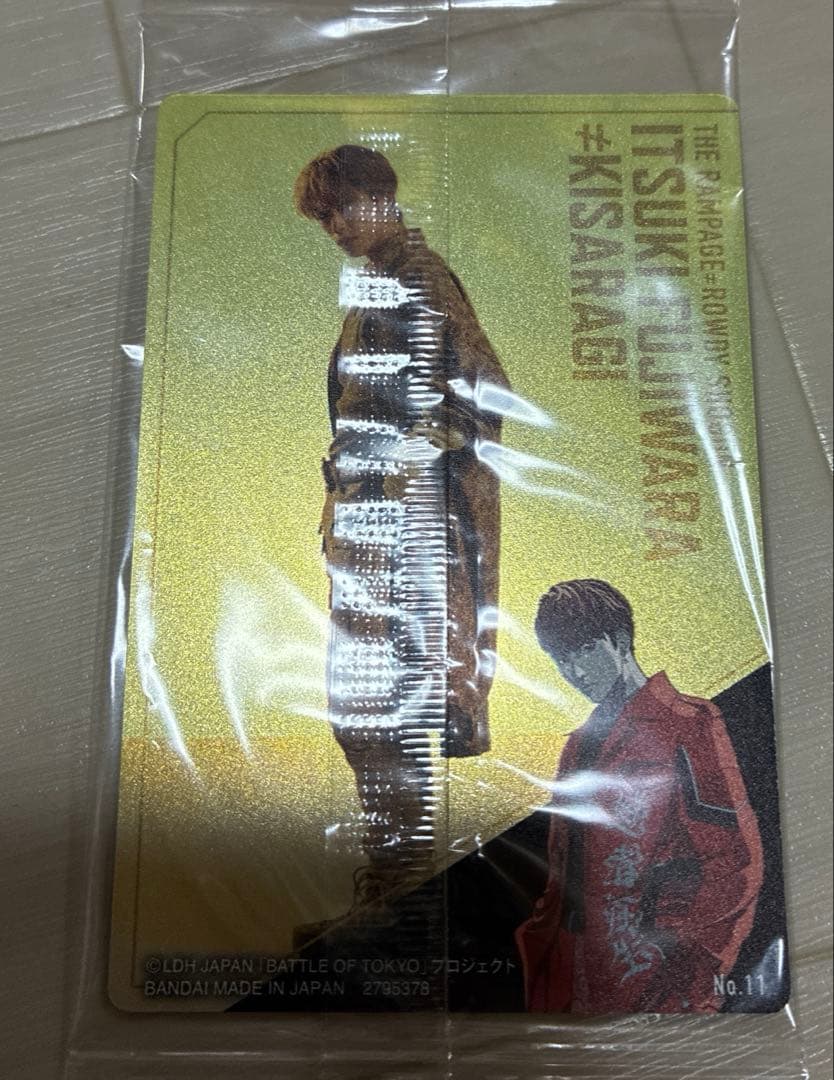 THE RAMPAGE≠ROWDY SHOGUN
ITSUKI FUJIWARA
≠KISARAGI
©LDH JAPAN「BATTLE OF TOKYO」プロジェクト
BANDAI MADE IN JAPAN 2795378
No.11